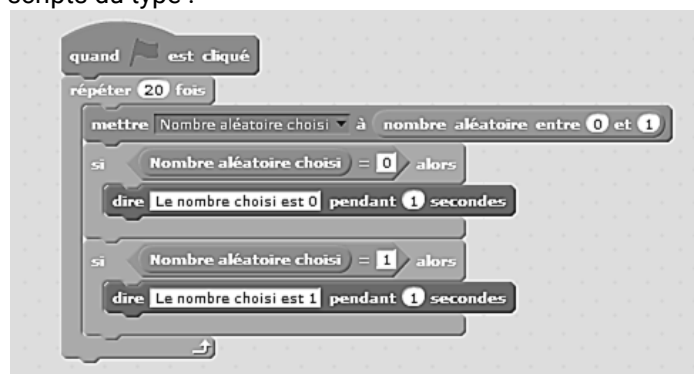 scripts du type :
quand est cliqué
répéter 20 fois
mettre Nombre aléatoire choisi à nombre aléatoire entre 0 et 1
si Nombre aléatoire choisi = 0 alors
dire Le nombre choisi est 0 pendant 1 secondes
si Nombre aléatoire choisi = 1 alors
dire Le nombre choisi est 1 pendant 1 secondes